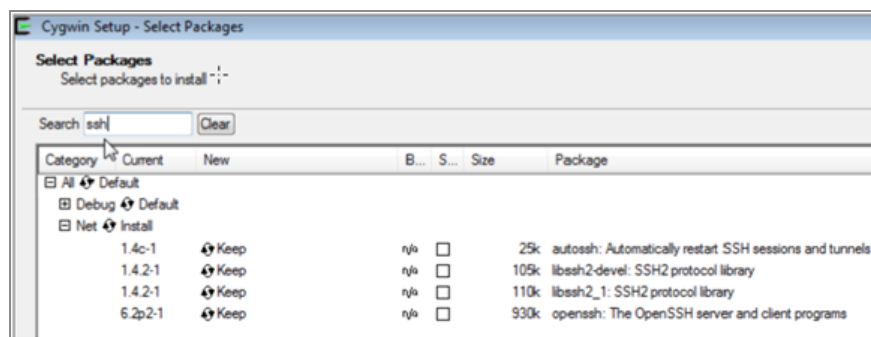 Cygwin Setup - Select Packages
Select Packages
Select packages to install
Search ssh Clear
Category Current New B... S... Size Package
All Default
Debug Default
Net Install
1.4c-1 Keep n/a 25k autossh: Automatically restart SSH sessions and tunnels
1.4.2-1 Keep n/a 105k libssh2-devel: SSH2 protocol library
1.4.2-1 Keep n/a 110k libssh2_1: SSH2 protocol library
6.2p2-1 Keep n/a 930k openssh: The OpenSSH server and client programs